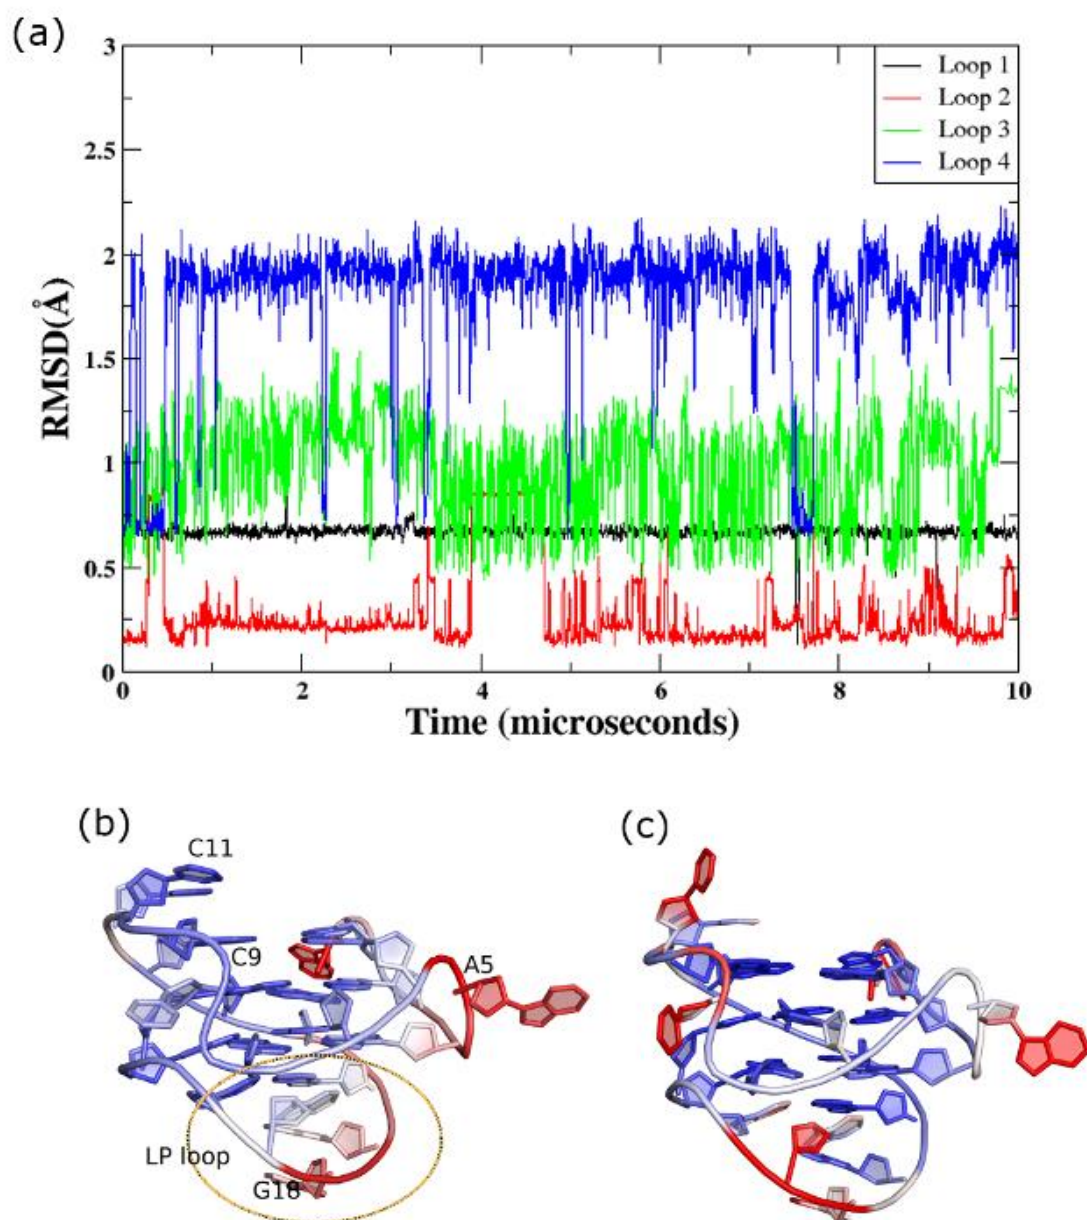 (a)
3
2.5
2
1.5
1
0.5
0
RMSD(Å)
Loop 1
Loop 2
Loop 3
Loop 4
0 2 4 6 8 10
Time (microseconds)
(b) (c)
C11
C9
A5
LP loop
G18